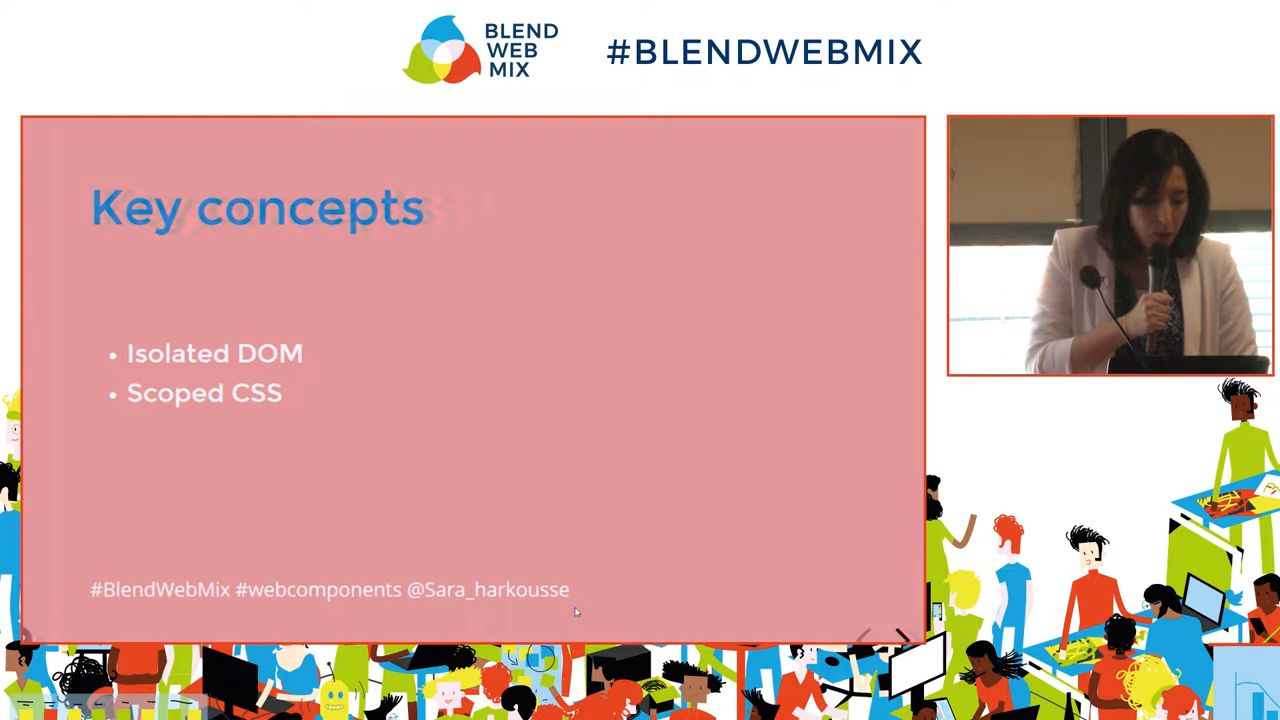 BLEND
WEB
MIX
#BLENDWEBMIX
Key concepts
• Isolated DOM
• Scoped CSS
#BlendWebMix #webcomponents @Sara_harkousse